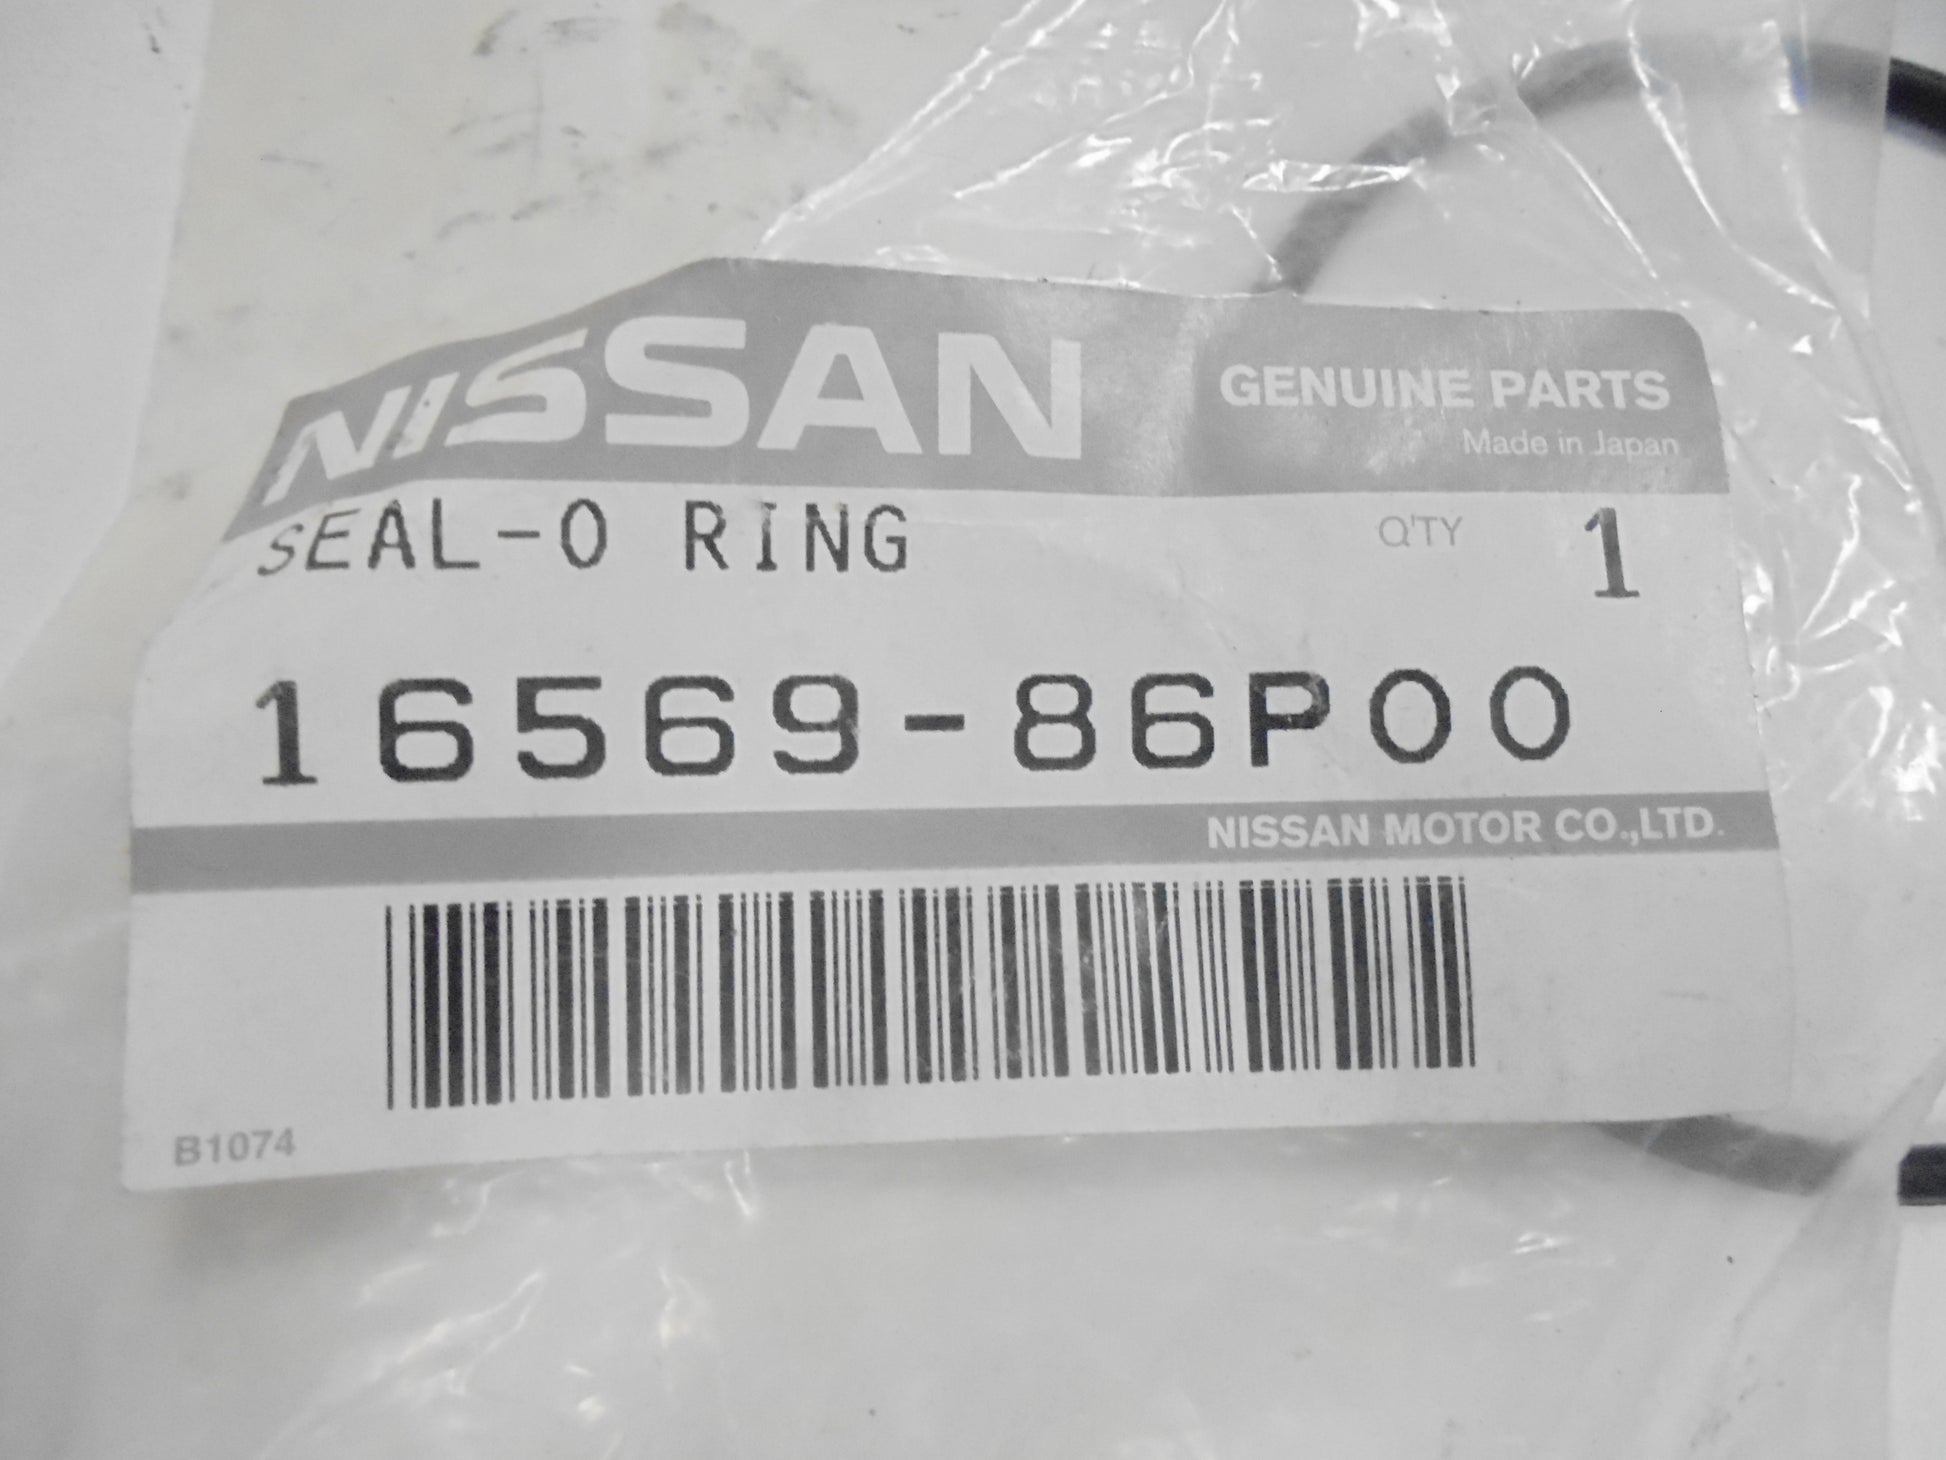 NISSAN
GENUINE PARTS
Made in Japan
SEAL-O RING
Q'TY 1
16569-86P00
NISSAN MOTOR CO.,LTD.
B1074